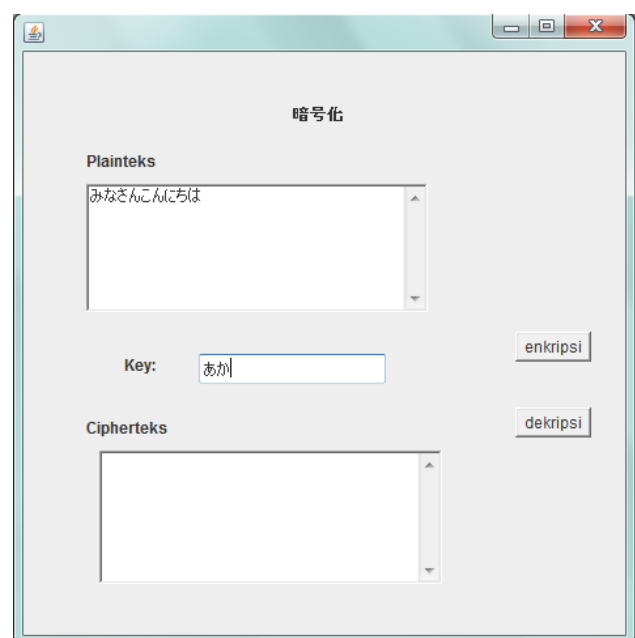 暗号化
Plainteks
みなさんこんにちは
Key:
あか
enkripsi
Cipherteks
dekripsi